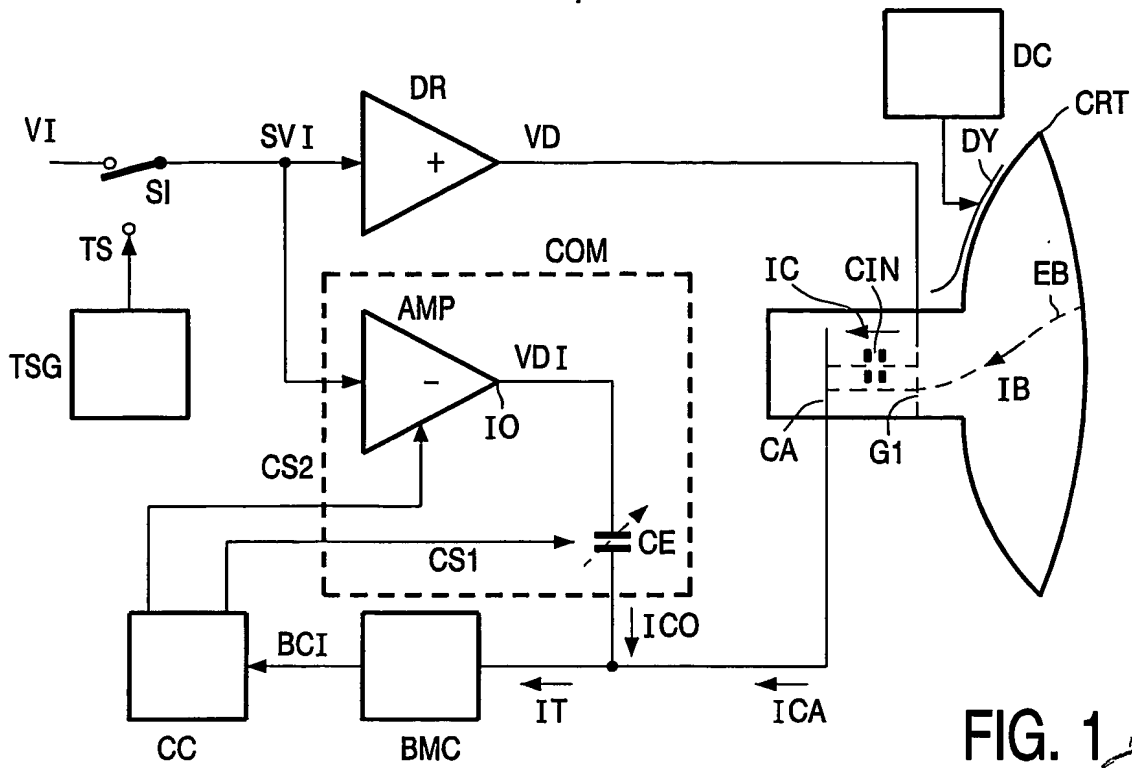 DC
DR
CRT
VI
SVI
VD
DY
+
SI
TS
COM
IC
CIN
EB
AMP
TSG
VDI
-
IO
IB
CA
G1
CS2
CE
CS1
ICO
BCI
IT
ICA
CC
BMC
FIG. 1